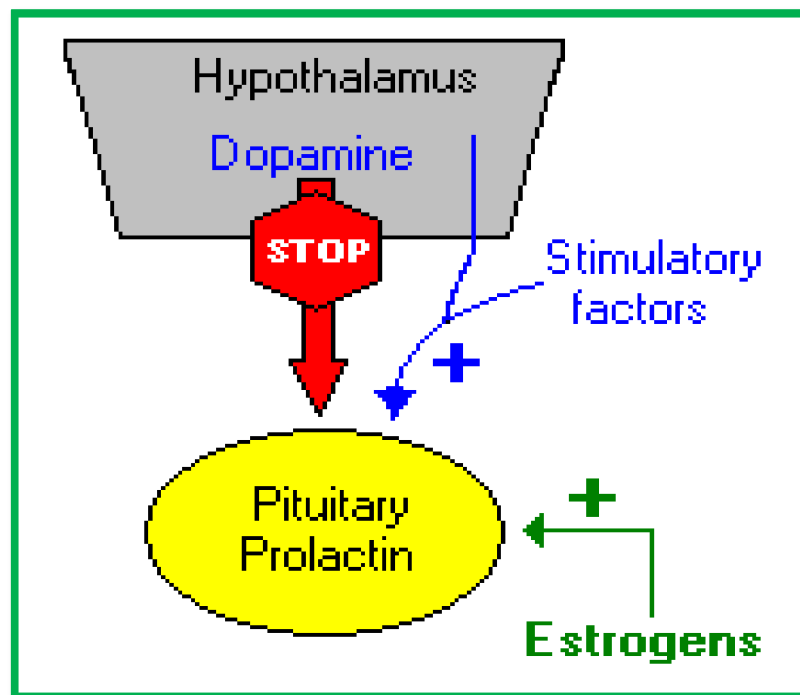 Hypothalamus
Dopamine
STOP
Stimulatory
factors
+
Pituitary
Prolactin
+
Estrogens